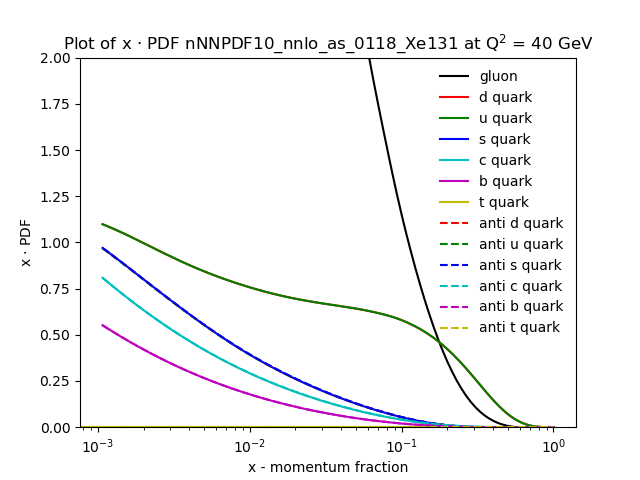 Plot of x · PDF nNNPDF10_nnlo_as_0118_Xe131 at Q² = 40 GeV
2.00
1.75
1.50
1.25
1.00
0.75
0.50
0.25
0.00
x · PDF
gluon
d quark
u quark
s quark
c quark
b quark
t quark
anti d quark
anti u quark
anti s quark
anti c quark
anti b quark
anti t quark
10⁻³ 10⁻² 10⁻¹ 10⁰
x - momentum fraction